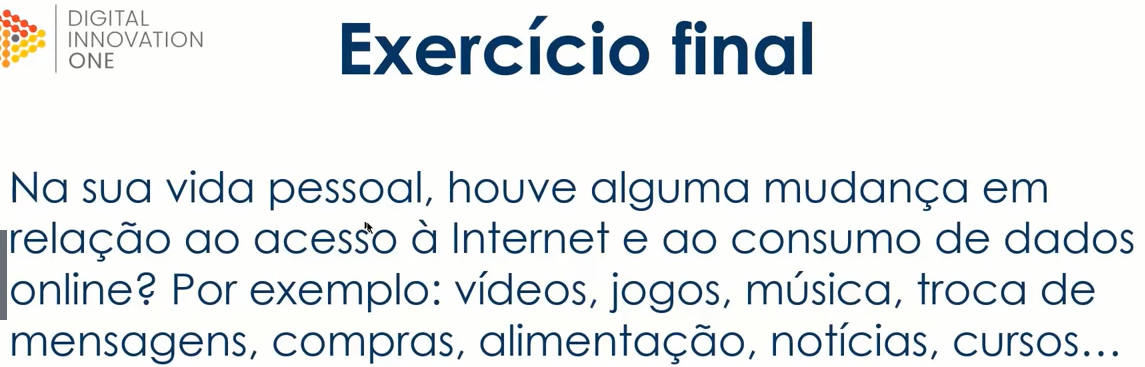 DIGITAL
INNOVATION
ONE
Exercício final
Na sua vida pessoal, houve alguma mudança em
relação ao acesso à Internet e ao consumo de dados
online? Por exemplo: vídeos, jogos, música, troca de
mensagens, compras, alimentação, notícias, cursos...